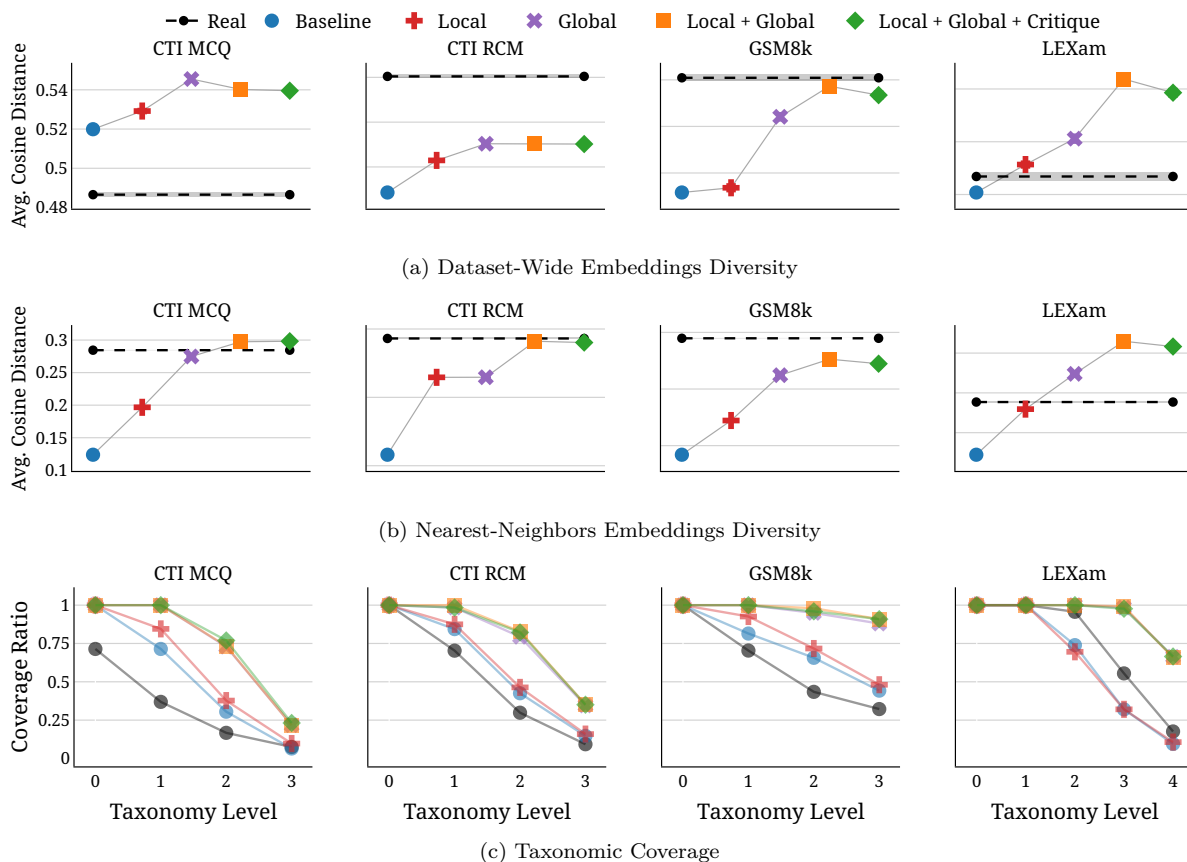 Real Baseline Local Global Local + Global Local + Global + Critique
CTI MCQ CTI RCM GSM8k LEXam
Avg. Cosine Distance
0.54
0.52
0.5
0.48
(a) Dataset-Wide Embeddings Diversity
CTI MCQ CTI RCM GSM8k LEXam
Avg. Cosine Distance
0.3
0.25
0.2
0.15
0.1
(b) Nearest-Neighbors Embeddings Diversity
CTI MCQ CTI RCM GSM8k LEXam
Coverage Ratio
1
0.75
0.5
0.25
0
0 1 2 3 0 1 2 3 0 1 2 3 0 1 2 3 4
Taxonomy Level Taxonomy Level Taxonomy Level Taxonomy Level
(c) Taxonomic Coverage